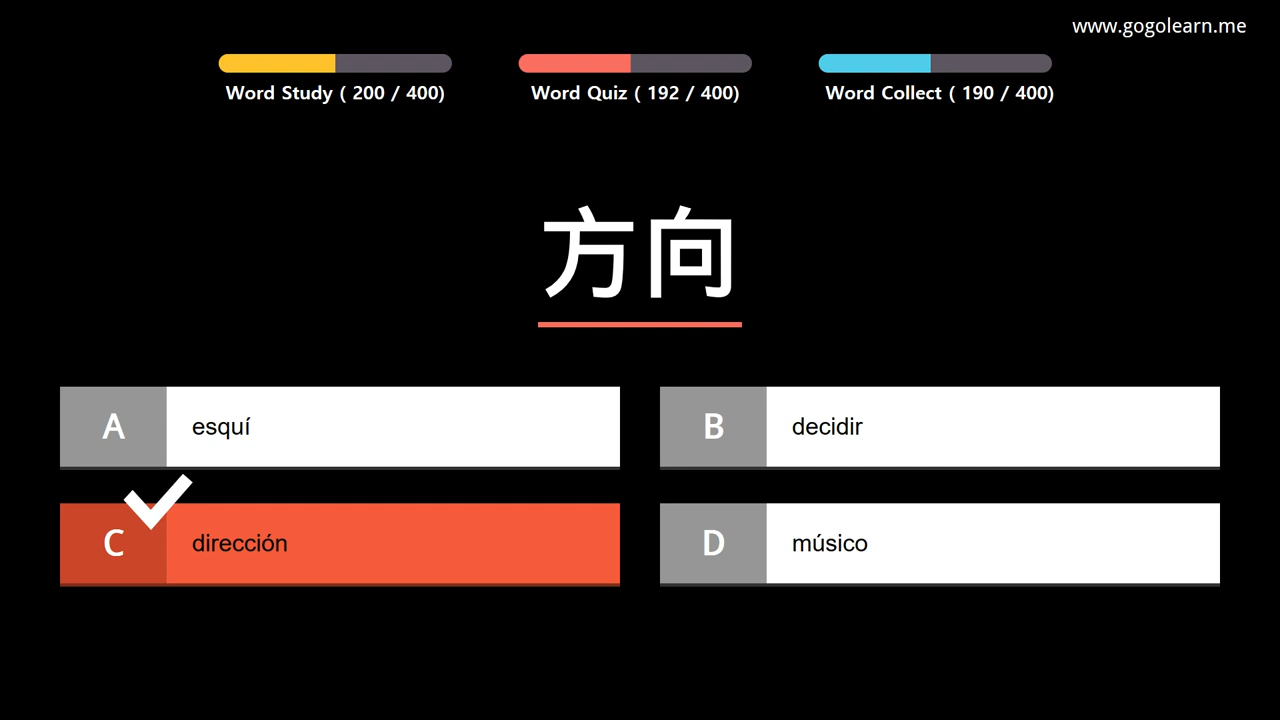 www.gogolearn.me
Word Study ( 200 / 400)
Word Quiz ( 192 / 400)
Word Collect ( 190 / 400)
方向
A esquí
B decidir
C dirección
D músico